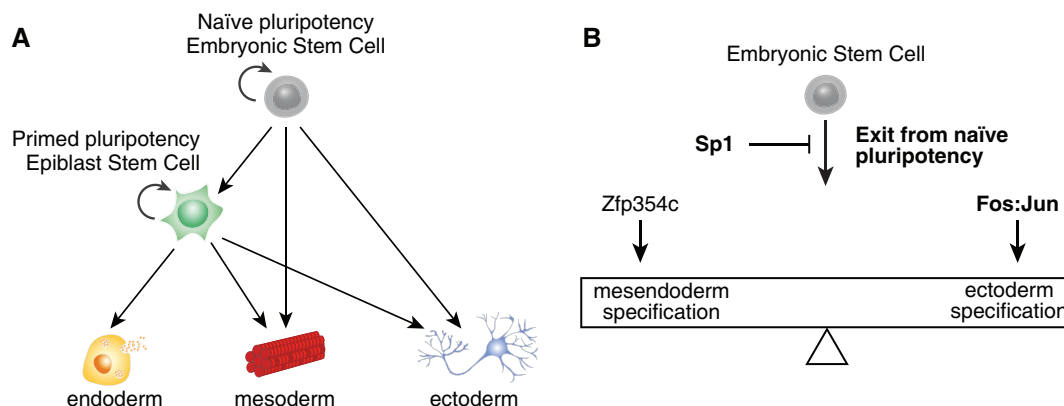 A
Naïve pluripotency
Embryonic Stem Cell
Primed pluripotency
Epiblast Stem Cell
endoderm
mesoderm
ectoderm
B
Embryonic Stem Cell
Sp1
Exit from naïve
pluripotency
Zfp354c
Fos:Jun
mesendoderm
specification
ectoderm
specification